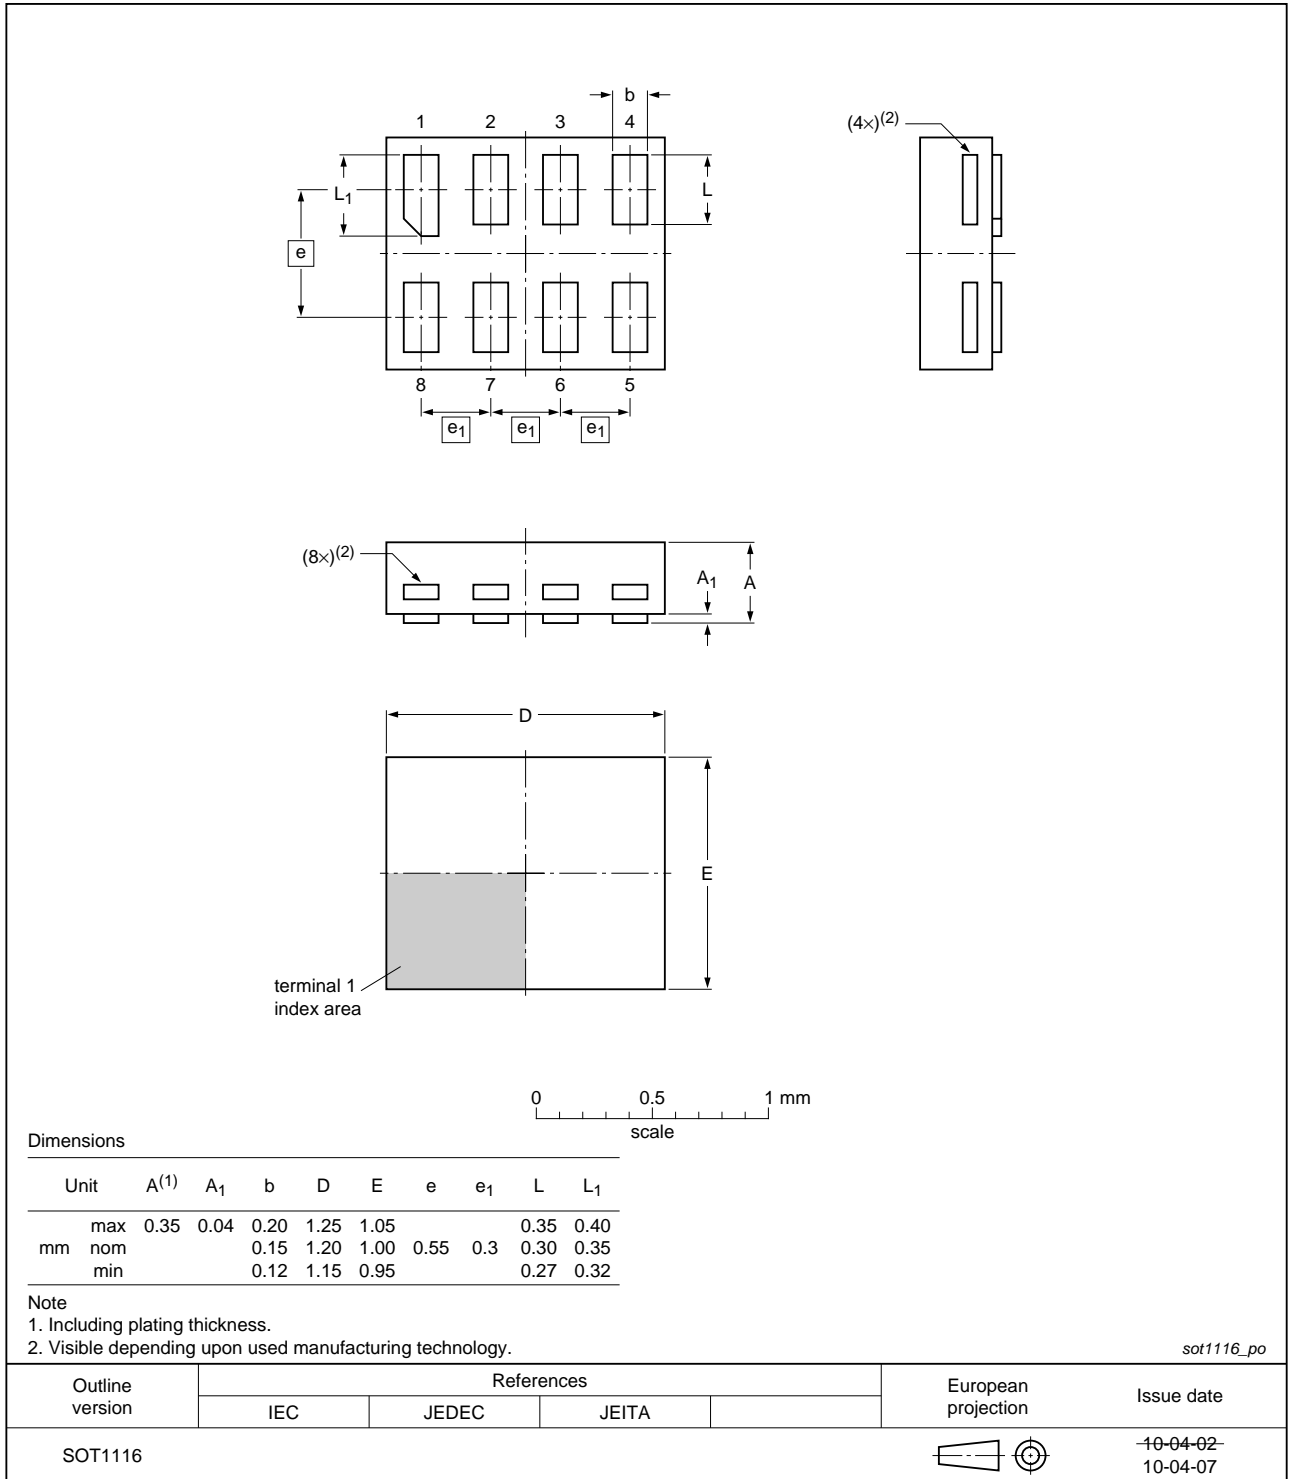 b
1 2 3 4
(4×)(2)
L1
L
e
8 7 6 5
e1 e1 e1
(8×)(2)
A1 A
D
E
terminal 1
index area
0 0.5 1 mm
scale
Dimensions
Unit A(1) A1 b D E e e1 L L1
max 0.35 0.04 0.20 1.25 1.05 0.35 0.40
mm nom 0.15 1.20 1.00 0.55 0.3 0.30 0.35
min 0.12 1.15 0.95 0.27 0.32
Note
1. Including plating thickness.
2. Visible depending upon used manufacturing technology.
sot1116_po
Outline
version
References
IEC JEDEC JEITA
European
projection
Issue date
SOT1116
10-04-02
10-04-07